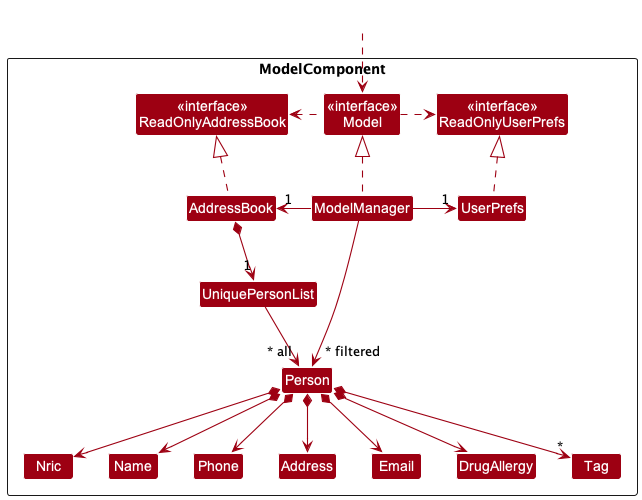 ModelComponent
«interface»
ReadOnlyAddressBook
«interface»
Model
«interface»
ReadOnlyUserPrefs
AddressBook
1
ModelManager
1
UserPrefs
1
UniquePersonList
* all
* filtered
Person
*
Nric
Name
Phone
Address
Email
DrugAllergy
Tag